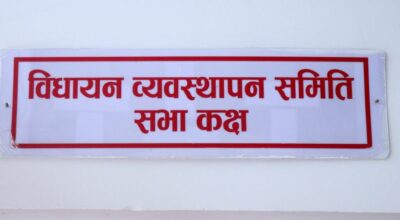 विधायन व्यवस्थापन समिति
सभा कक्ष